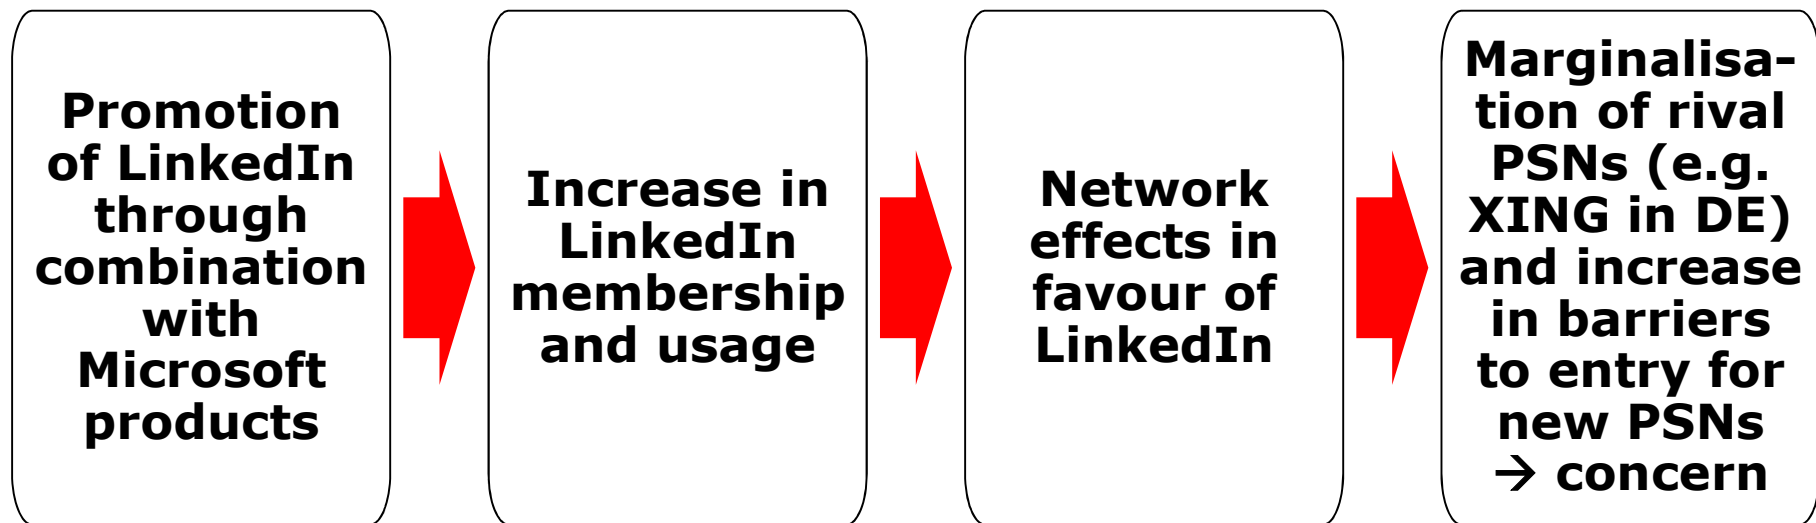 Promotion
of LinkedIn
through
combination
with
Microsoft
products
Increase in
LinkedIn
membership
and usage
Network
effects in
favour of
LinkedIn
Marginalisa-
tion of rival
PSNs (e.g.
XING in DE)
and increase
in barriers
to entry for
new PSNs
→ concern